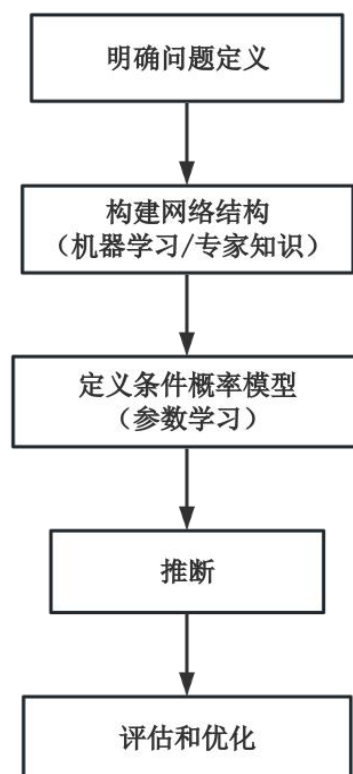 明确问题定义
构建网络结构
（机器学习/专家知识）
定义条件概率模型
（参数学习）
推断
评估和优化